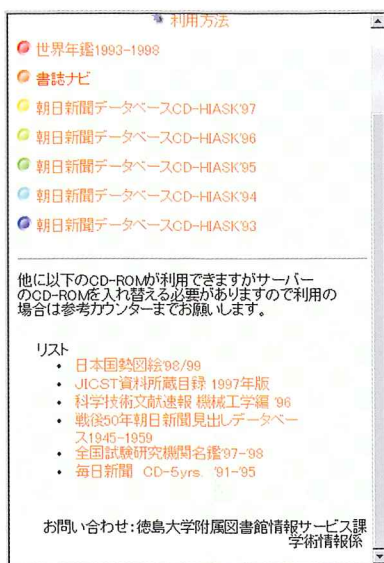 利用方法
世界年鑑1993-1998
書誌ナビ
朝日新聞データベースCD-HIASK'97
朝日新聞データベースCD-HIASK'96
朝日新聞データベースCD-HIASK'95
朝日新聞データベースCD-HIASK'94
朝日新聞データベースCD-HIASK'93
他に以下のCD-ROMが利用できますがサーバー
のCD-ROMを入れ替える必要がありますので利用の
場合は参考カウンターまでお願いします。
リスト
日本国勢図絵'98/99
JICST資料所蔵目録 1997年版
科学技術文献速報 機械工学編 '96
戦後50年朝日新聞見出しデータベー
ス1945-1959
全国試験研究機関名鑑'97-'98
毎日新聞 CD-5yrs. '91-'95
お問い合わせ:徳島大学附属図書館情報サービス課
学術情報係